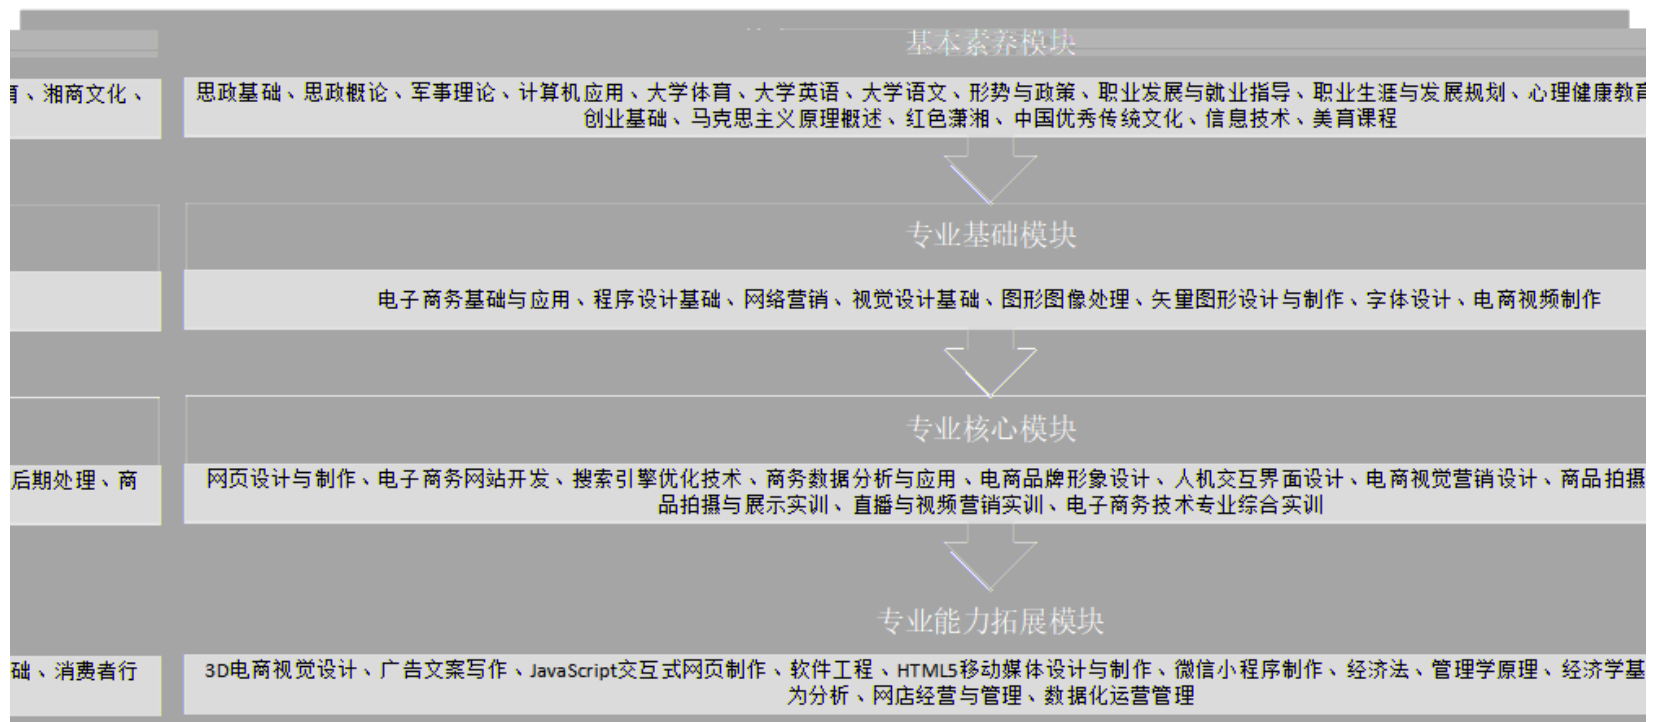 基本素养模块
育、湘商文化、
思政基础、思政概论、军事理论、计算机应用、大学体育、大学英语、大学语文、形势与政策、职业发展与就业指导、职业生涯与发展规划、心理健康教育
创业基础、马克思主义原理概述、红色潇湘、中国优秀传统文化、信息技术、美育课程
专业基础模块
电子商务基础与应用、程序设计基础、网络营销、视觉设计基础、图形图像处理、矢量图形设计与制作、字体设计、电商视频制作
专业核心模块
后期处理、商
网页设计与制作、电子商务网站开发、搜索引擎优化技术、商务数据分析与应用、电商品牌形象设计、人机交互界面设计、电商视觉营销设计、商品拍摄
品拍摄与展示实训、直播与视频营销实训、电子商务技术专业综合实训
专业能力拓展模块
础、消费者行
3D电商视觉设计、广告文案写作、JavaScript交互式网页制作、软件工程、HTML5移动媒体设计与制作、微信小程序制作、经济法、管理学原理、经济学基
为分析、网店经营与管理、数据化运营管理